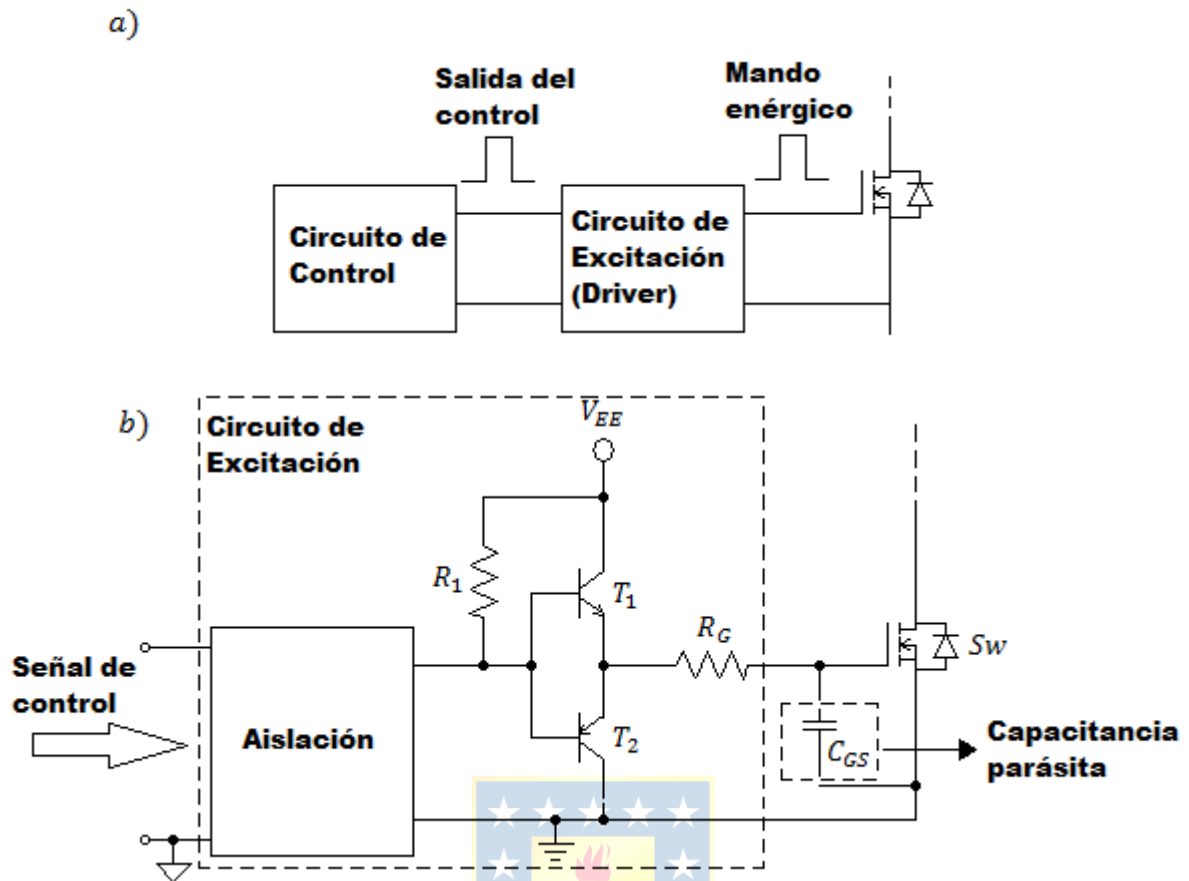 a)
Salida del
control
Mando
enérgico
Circuito de
Control
Circuito de
Excitación
(Driver)
b)
Circuito de
Excitación
V_EE
R_1
T_1
R_G
Sw
Señal de
control
Aislación
T_2
C_GS
Capacitancia
parásita